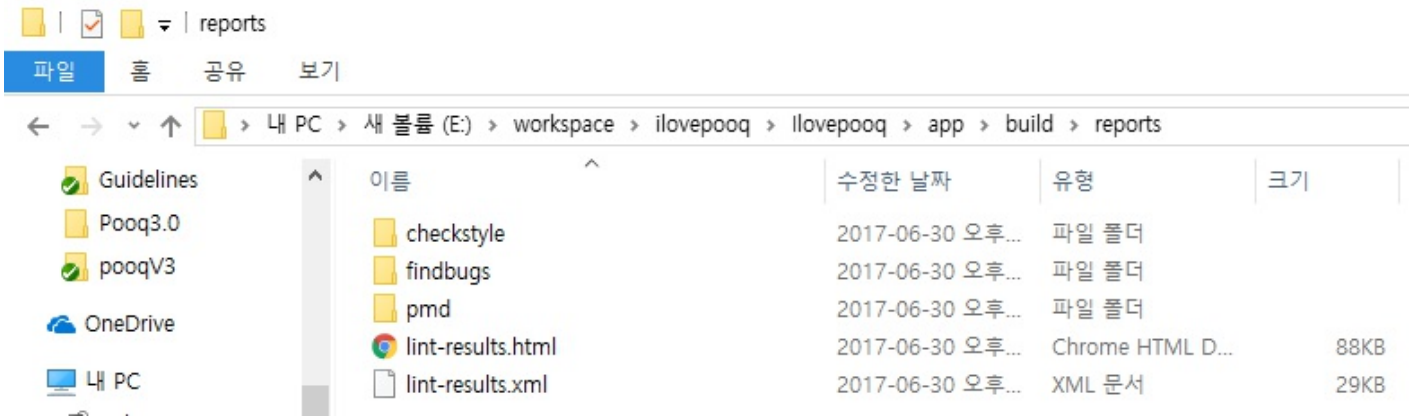 reports
파일 홈 공유 보기
내 PC > 새 볼륨 (E:) > workspace > ilovepooq > Ilovepooq > app > build > reports
Guidelines
Pooq3.0
pooqV3
OneDrive
내 PC
이름 수정한 날짜 유형 크기
checkstyle 2017-06-30 오후... 파일 폴더
findbugs 2017-06-30 오후... 파일 폴더
pmd 2017-06-30 오후... 파일 폴더
lint-results.html 2017-06-30 오후... Chrome HTML D... 88KB
lint-results.xml 2017-06-30 오후... XML 문서 29KB